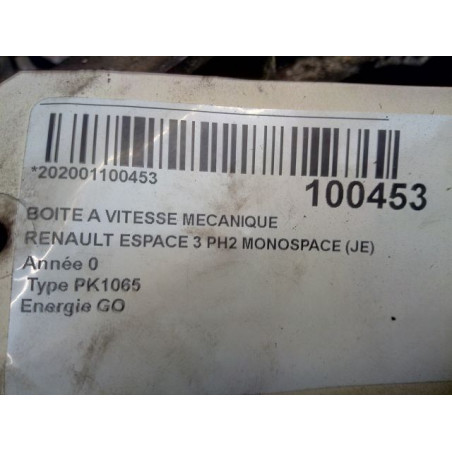 *202001100453
100453
BOITE A VITESSE MECANIQUE
RENAULT ESPACE 3 PH2 MONOSPACE (JE)
Année 0
Type PK1065
Energie GO